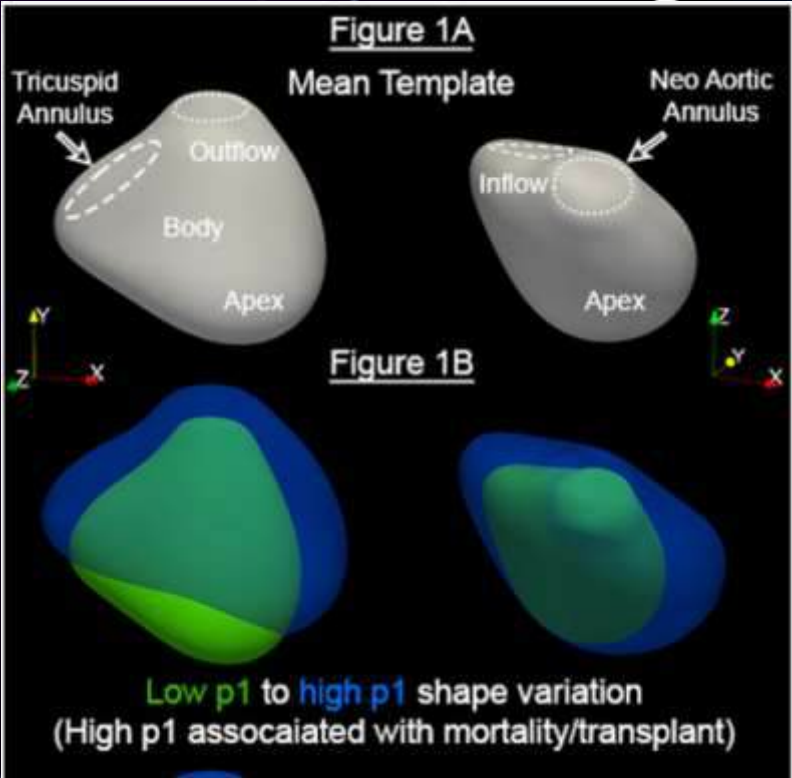 Figure 1A
Mean Template
Tricuspid
Annulus
Neo Aortic
Annulus
Outflow
Inflow
Body
Apex
Apex
Y
Z
X
Z
Y
X
Figure 1B
Low p1 to high p1 shape variation
(High p1 assocaiated with mortality/transplant)